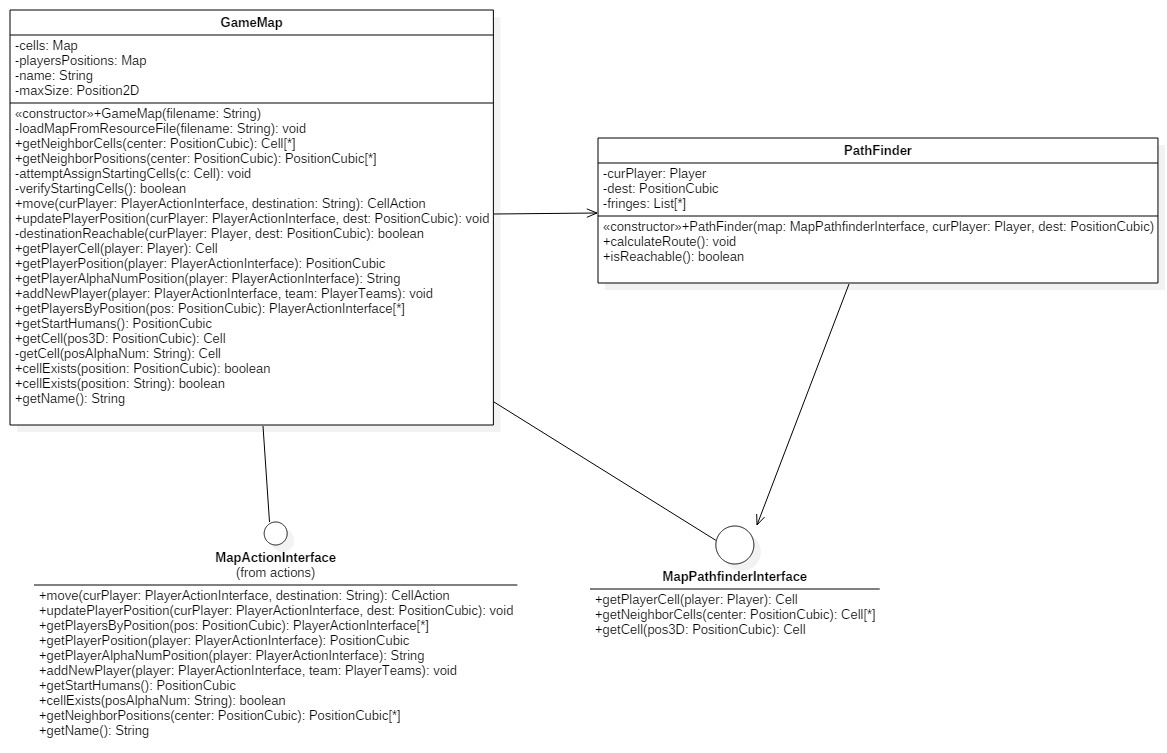 GameMap
-cells: Map
-playersPositions: Map
-name: String
-maxSize: Position2D
«constructor»+GameMap(filename: String)
-loadMapFromResourceFile(filename: String): void
+getNeighborCells(center: PositionCubic): Cell[*]
+getNeighborPositions(center: PositionCubic): PositionCubic[*]
-attemptAssignStartingCells(c: Cell): void
-verifyStartingCells(): boolean
+move(curPlayer: PlayerActionInterface, destination: String): CellAction
+updatePlayerPosition(curPlayer: PlayerActionInterface, dest: PositionCubic): void
-destinationReachable(curPlayer: Player, dest: PositionCubic): boolean
+getPlayerCell(player: Player): Cell
+getPlayerPosition(player: PlayerActionInterface): PositionCubic
+getPlayerAlphaNumPosition(player: PlayerActionInterface): String
+addNewPlayer(player: PlayerActionInterface, team: PlayerTeams): void
+getPlayersByPosition(pos: PositionCubic): PlayerActionInterface[*]
+getStartHumans(): PositionCubic
+getCell(pos3D: PositionCubic): Cell
-getCell(posAlphaNum: String): Cell
+cellExists(position: PositionCubic): boolean
+cellExists(position: String): boolean
+getName(): String
PathFinder
-curPlayer: Player
-dest: PositionCubic
-fringes: List[*]
«constructor»+PathFinder(map: MapPathfinderInterface, curPlayer: Player, dest: PositionCubic)
+calculateRoute(): void
+isReachable(): boolean
MapActionInterface
(from actions)
+move(curPlayer: PlayerActionInterface, destination: String): CellAction
+updatePlayerPosition(curPlayer: PlayerActionInterface, dest: PositionCubic): void
+getPlayersByPosition(pos: PositionCubic): PlayerActionInterface[*]
+getPlayerPosition(player: PlayerActionInterface): PositionCubic
+getPlayerAlphaNumPosition(player: PlayerActionInterface): String
+addNewPlayer(player: PlayerActionInterface, team: PlayerTeams): void
+getStartHumans(): PositionCubic
+cellExists(posAlphaNum: String): boolean
+getNeighborPositions(center: PositionCubic): PositionCubic[*]
+getName(): String
MapPathfinderInterface
+getPlayerCell(player: Player): Cell
+getNeighborCells(center: PositionCubic): Cell[*]
+getCell(pos3D: PositionCubic): Cell